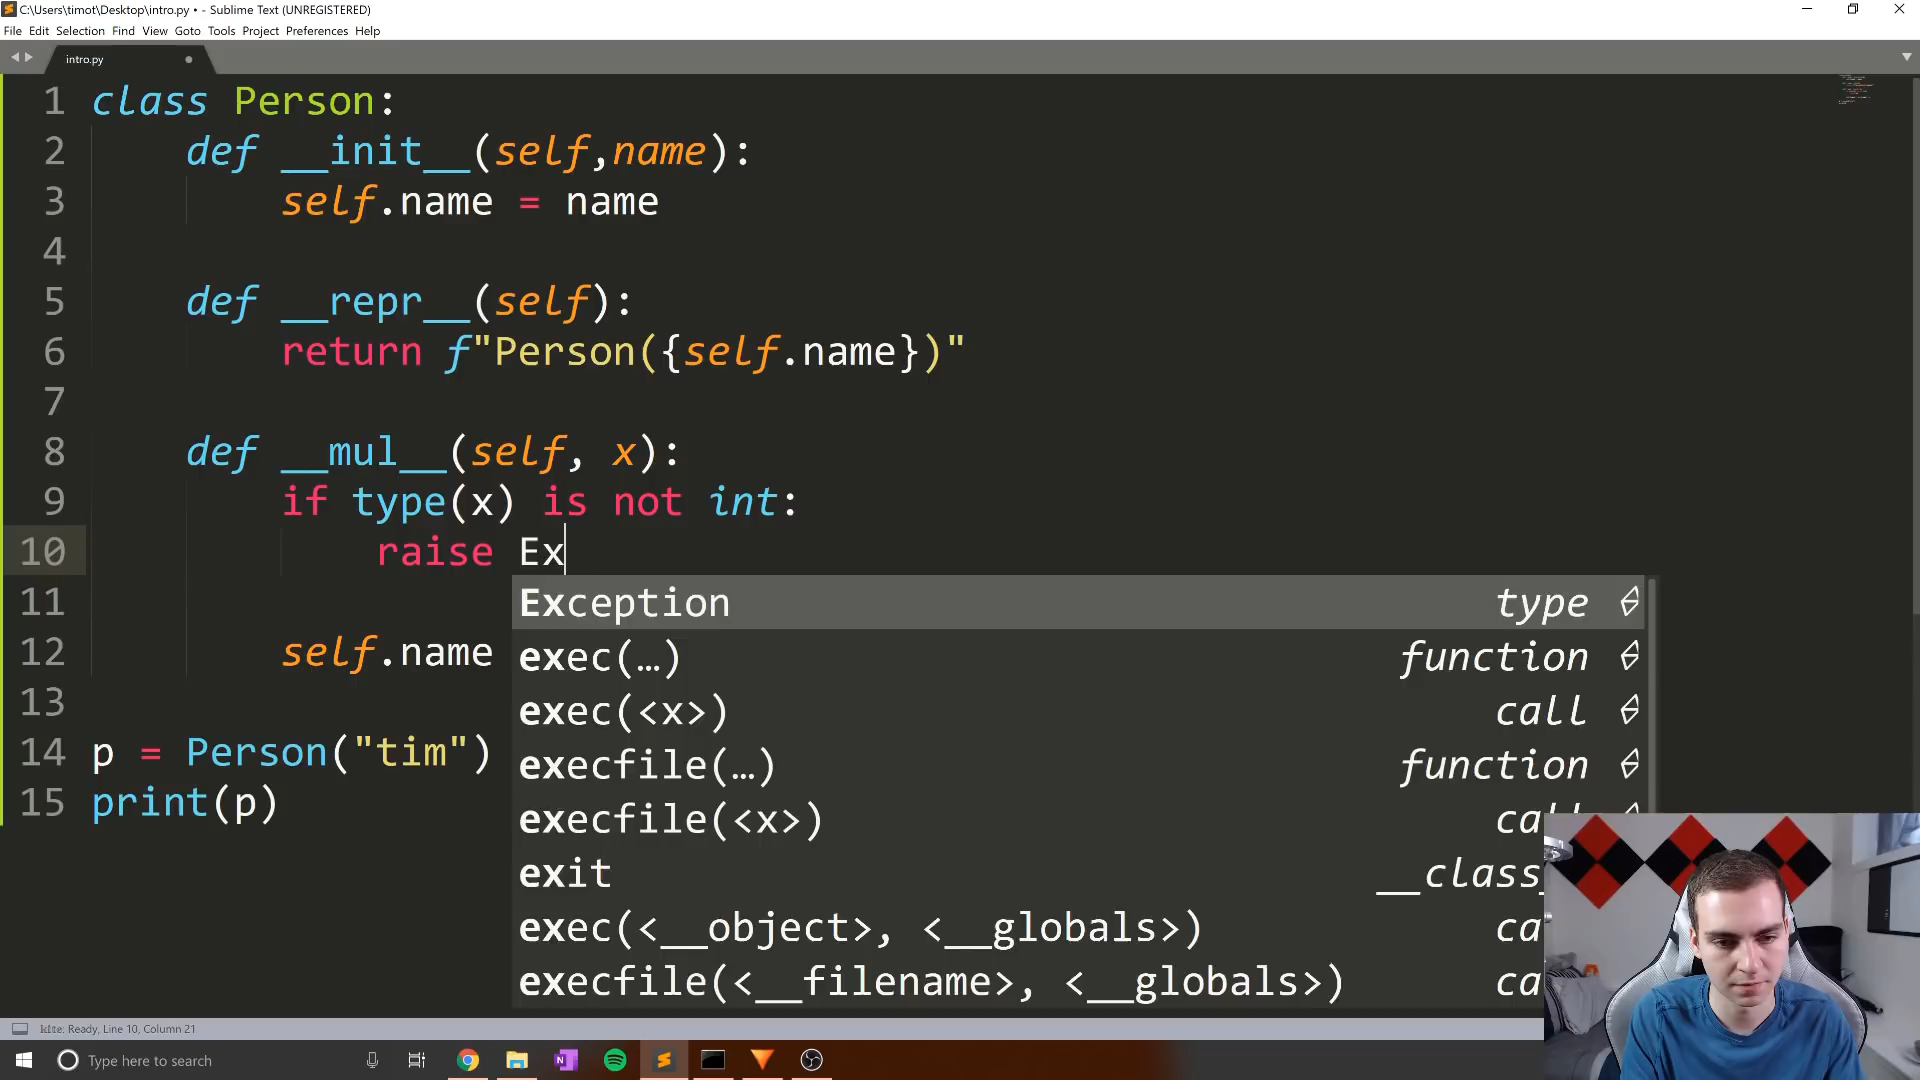 C:\Users\timot\Desktop\intro.py • - Sublime Text (UNREGISTERED)
File Edit Selection Find View Goto Tools Project Preferences Help
intro.py
1 class Person:
2 def __init__(self,name):
3 self.name = name
4
5 def __repr__(self):
6 return f"Person({self.name})"
7
8 def __mul__(self, x):
9 if type(x) is not int:
10 raise Ex
11 Exception type
12 self.name exec(…) function
13 exec(<x>) call
14 p = Person("tim") execfile(…) function
15 print(p) execfile(<x>) ca
exit __class
exec(<__object>, <__globals>) ca
execfile(<__filename>, <__globals>) ca
Ready, Line 10, Column 21
Type here to search